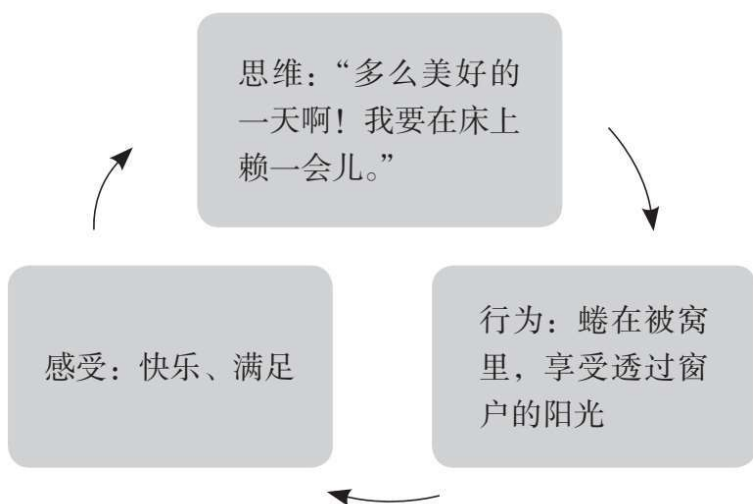 思维：“多么美好的
一天啊！我要在床上
赖一会儿。”
感受：快乐、满足
行为：蜷在被窝
里，享受透过窗
户的阳光